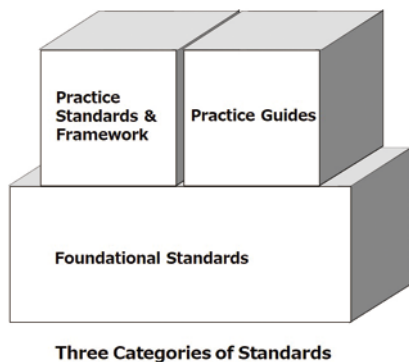 Practice
Standards &
Framework
Practice Guides
Foundational Standards
Three Categories of Standards